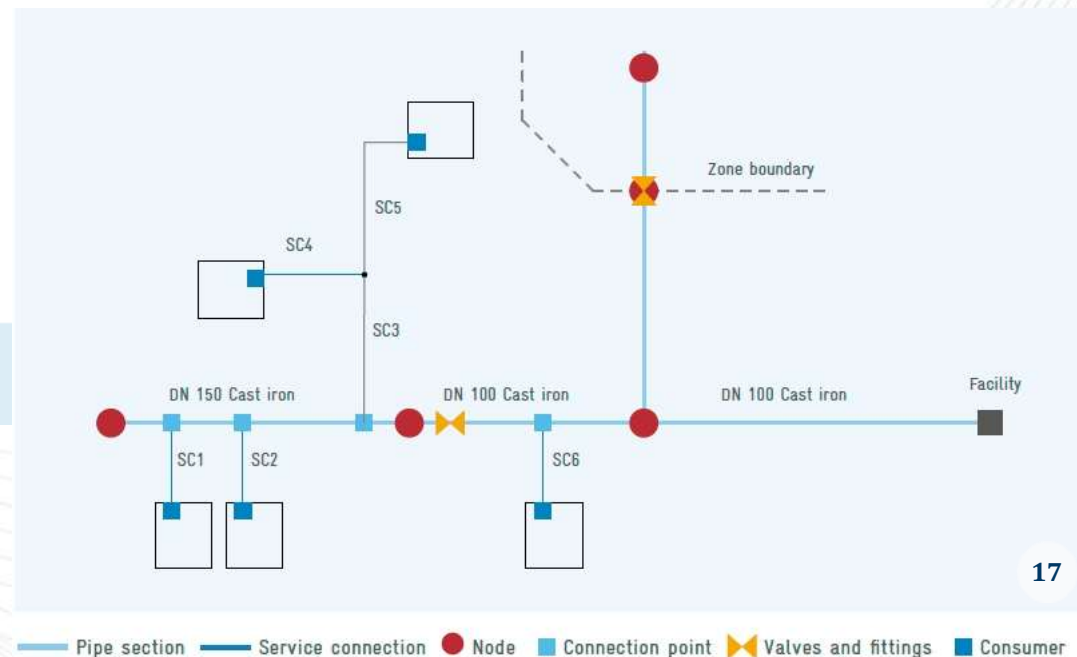 Zone boundary
SC5
SC4
SC3
DN 150 Cast iron
DN 100 Cast iron
DN 100 Cast iron
Facility
SC1
SC2
SC6
17
Pipe section
Service connection
Node
Connection point
Valves and fittings
Consumer